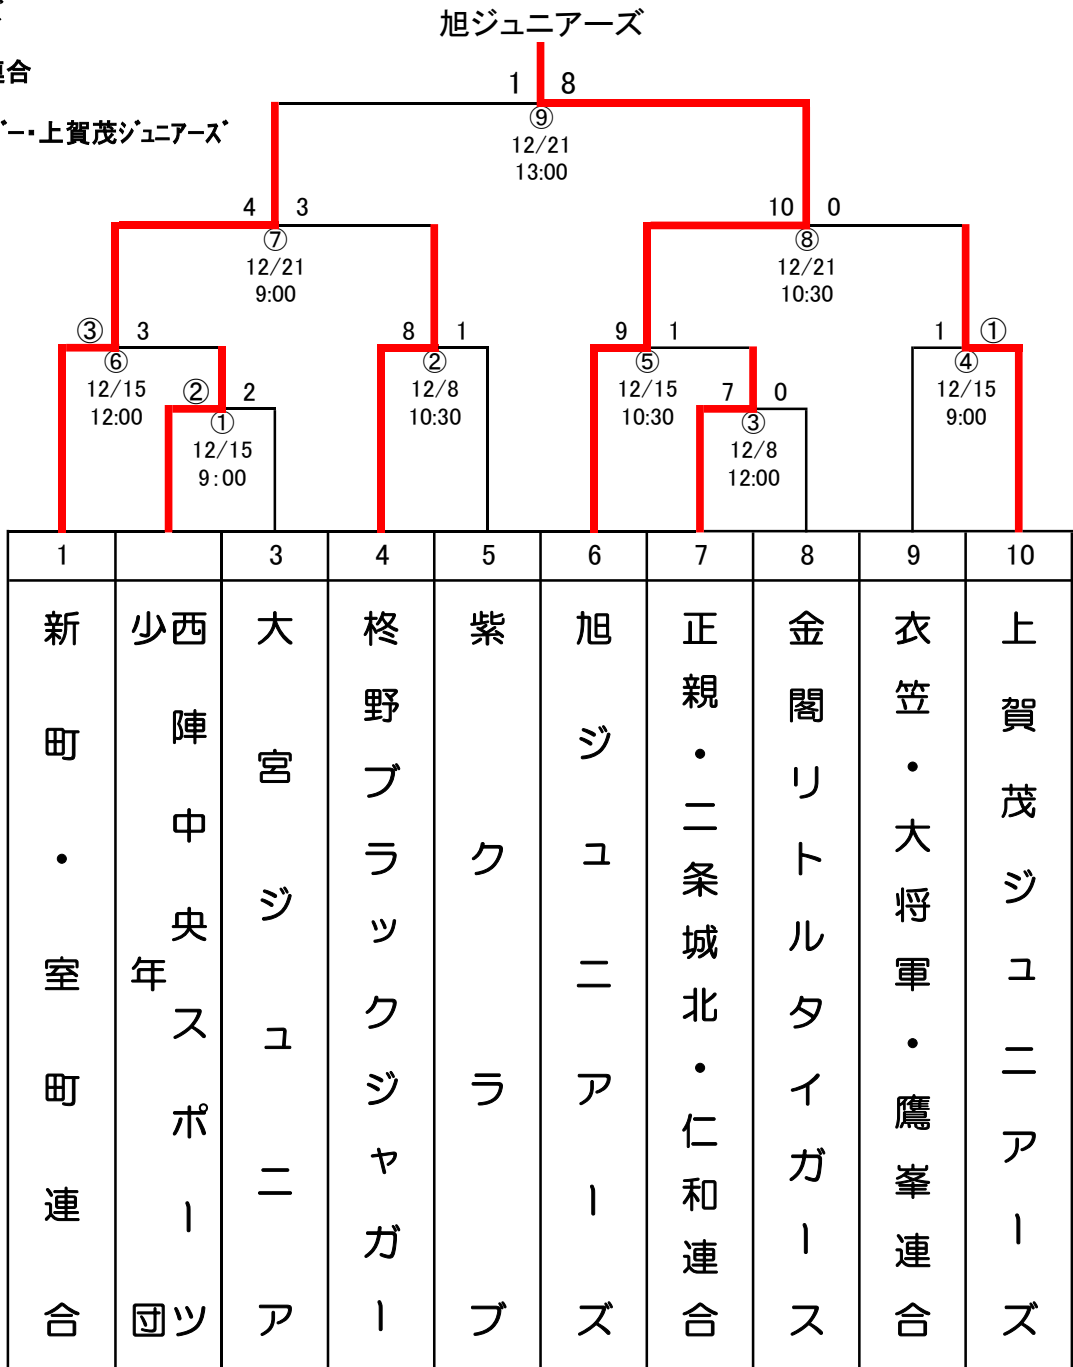 旭ジュニアーズ
連合
ー・上賀茂ジュニアーズ
1 8
⑨
12/21
13:00
4 3
⑦
12/21
9:00
10 0
⑧
12/21
10:30
③ 3
⑥
12/15
12:00
② 2
①
12/15
9:00
8 1
②
12/8
10:30
9 1
⑤
12/15
10:30
7 0
③
12/8
12:00
1 ①
④
12/15
9:00
1 3 4 5 6 7 8 9 10
新町・室町連合
西陣中央スポーツ
少年団
大宮ジュニア
柊野ブラックジャガー
紫クラブ
旭ジュニアーズ
正親・二条城北・仁和連合
金閣リトルタイガース
衣笠・大将軍・鷹峯連合
上賀茂ジュニアーズ